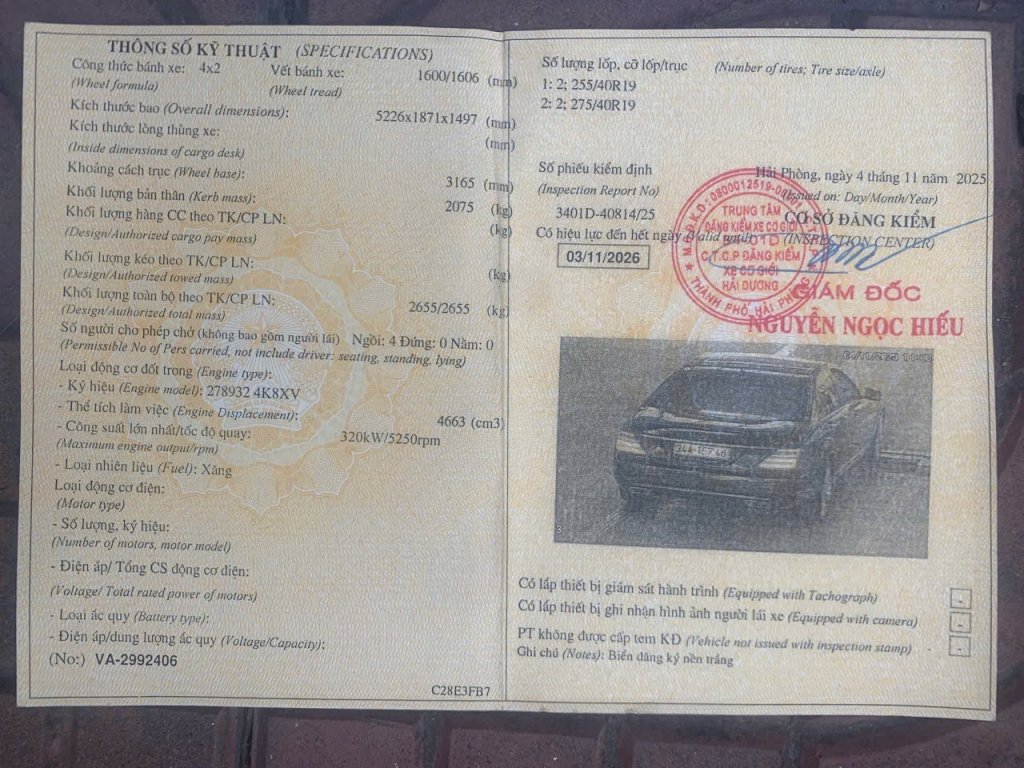 THÔNG SỐ KỸ THUẬT (SPECIFICATIONS)
Công thức bánh xe: 4x2 Vết bánh xe: 1600/1606 (mm)
(Wheel formula) (Wheel tread)
Kích thước bao (Overall dimensions): 5226x1871x1497 (mm)
Kích thước lòng thùng xe: (mm)
(Inside dimensions of cargo desk)
Khoảng cách trục (Wheel base): 3165 (mm)
Khối lượng bản thân (Kerb mass): 2075 (kg)
Khối lượng hàng CC theo TK/CP LN: (kg)
(Design/Authorized cargo pay mass)
Khối lượng kéo theo TK/CP LN: (kg)
(Design/Authorized towed mass)
Khối lượng toàn bộ theo TK/CP LN: 2655/2655 (kg)
(Design/Authorized total mass)
Số người cho phép chở (không bao gồm người lái) Ngồi: 4 Đứng: 0 Nằm: 0
(Permissible No of Pers carried, not include driver: seating, standing, lying)
Loại động cơ đốt trong (Engine type):
- Ký hiệu (Engine model): 278932 4K8XV
- Thể tích làm việc (Engine Displacement): 4663 (cm3)
- Công suất lớn nhất/tốc độ quay: 320kW/5250rpm
(Maximum engine output/rpm)
- Loại nhiên liệu (Fuel): Xăng
Loại động cơ điện:
(Motor type)
- Số lượng, ký hiệu:
(Number of motors, motor model)
- Điện áp/ Tổng CS động cơ điện:
(Voltage/ Total rated power of motors)
- Loại ắc quy (Battery type):
- Điện áp/dung lượng ắc quy (Voltage/Capacity):
(No:) VA-2992406
C28E3FB7
Số lượng lốp, cỡ lốp/trục (Number of tires; Tire size/axle)
1: 2; 255/40R19
2: 2; 275/40R19
Số phiếu kiểm định
(Inspection Report No)
3401D-40814/25
Có hiệu lực đến hết ngày (Valid until)
03/11/2026
Hải Phòng, ngày 4 tháng 11 năm 2025
(Issued on: Day/Month/Year)
CƠ SỞ ĐĂNG KIỂM
(INSPECTION CENTER)
TRUNG TÂM
ĐĂNG KIỂM XE CƠ GIỚI
C.T.C.P ĐĂNG KIỂM
XE CƠ GIỚI
HẢI DƯƠNG
THÀNH PHỐ HẢI PHÒNG
GIÁM ĐỐC
NGUYỄN NGỌC HIẾU
Có lắp thiết bị giám sát hành trình (Equipped with Tachograph) -
Có lắp thiết bị ghi nhận hình ảnh người lái xe (Equipped with camera) -
PT không được cấp tem KĐ (Vehicle not issued with inspection stamp) -
Ghi chú (Notes): Biển đăng ký nền trắng